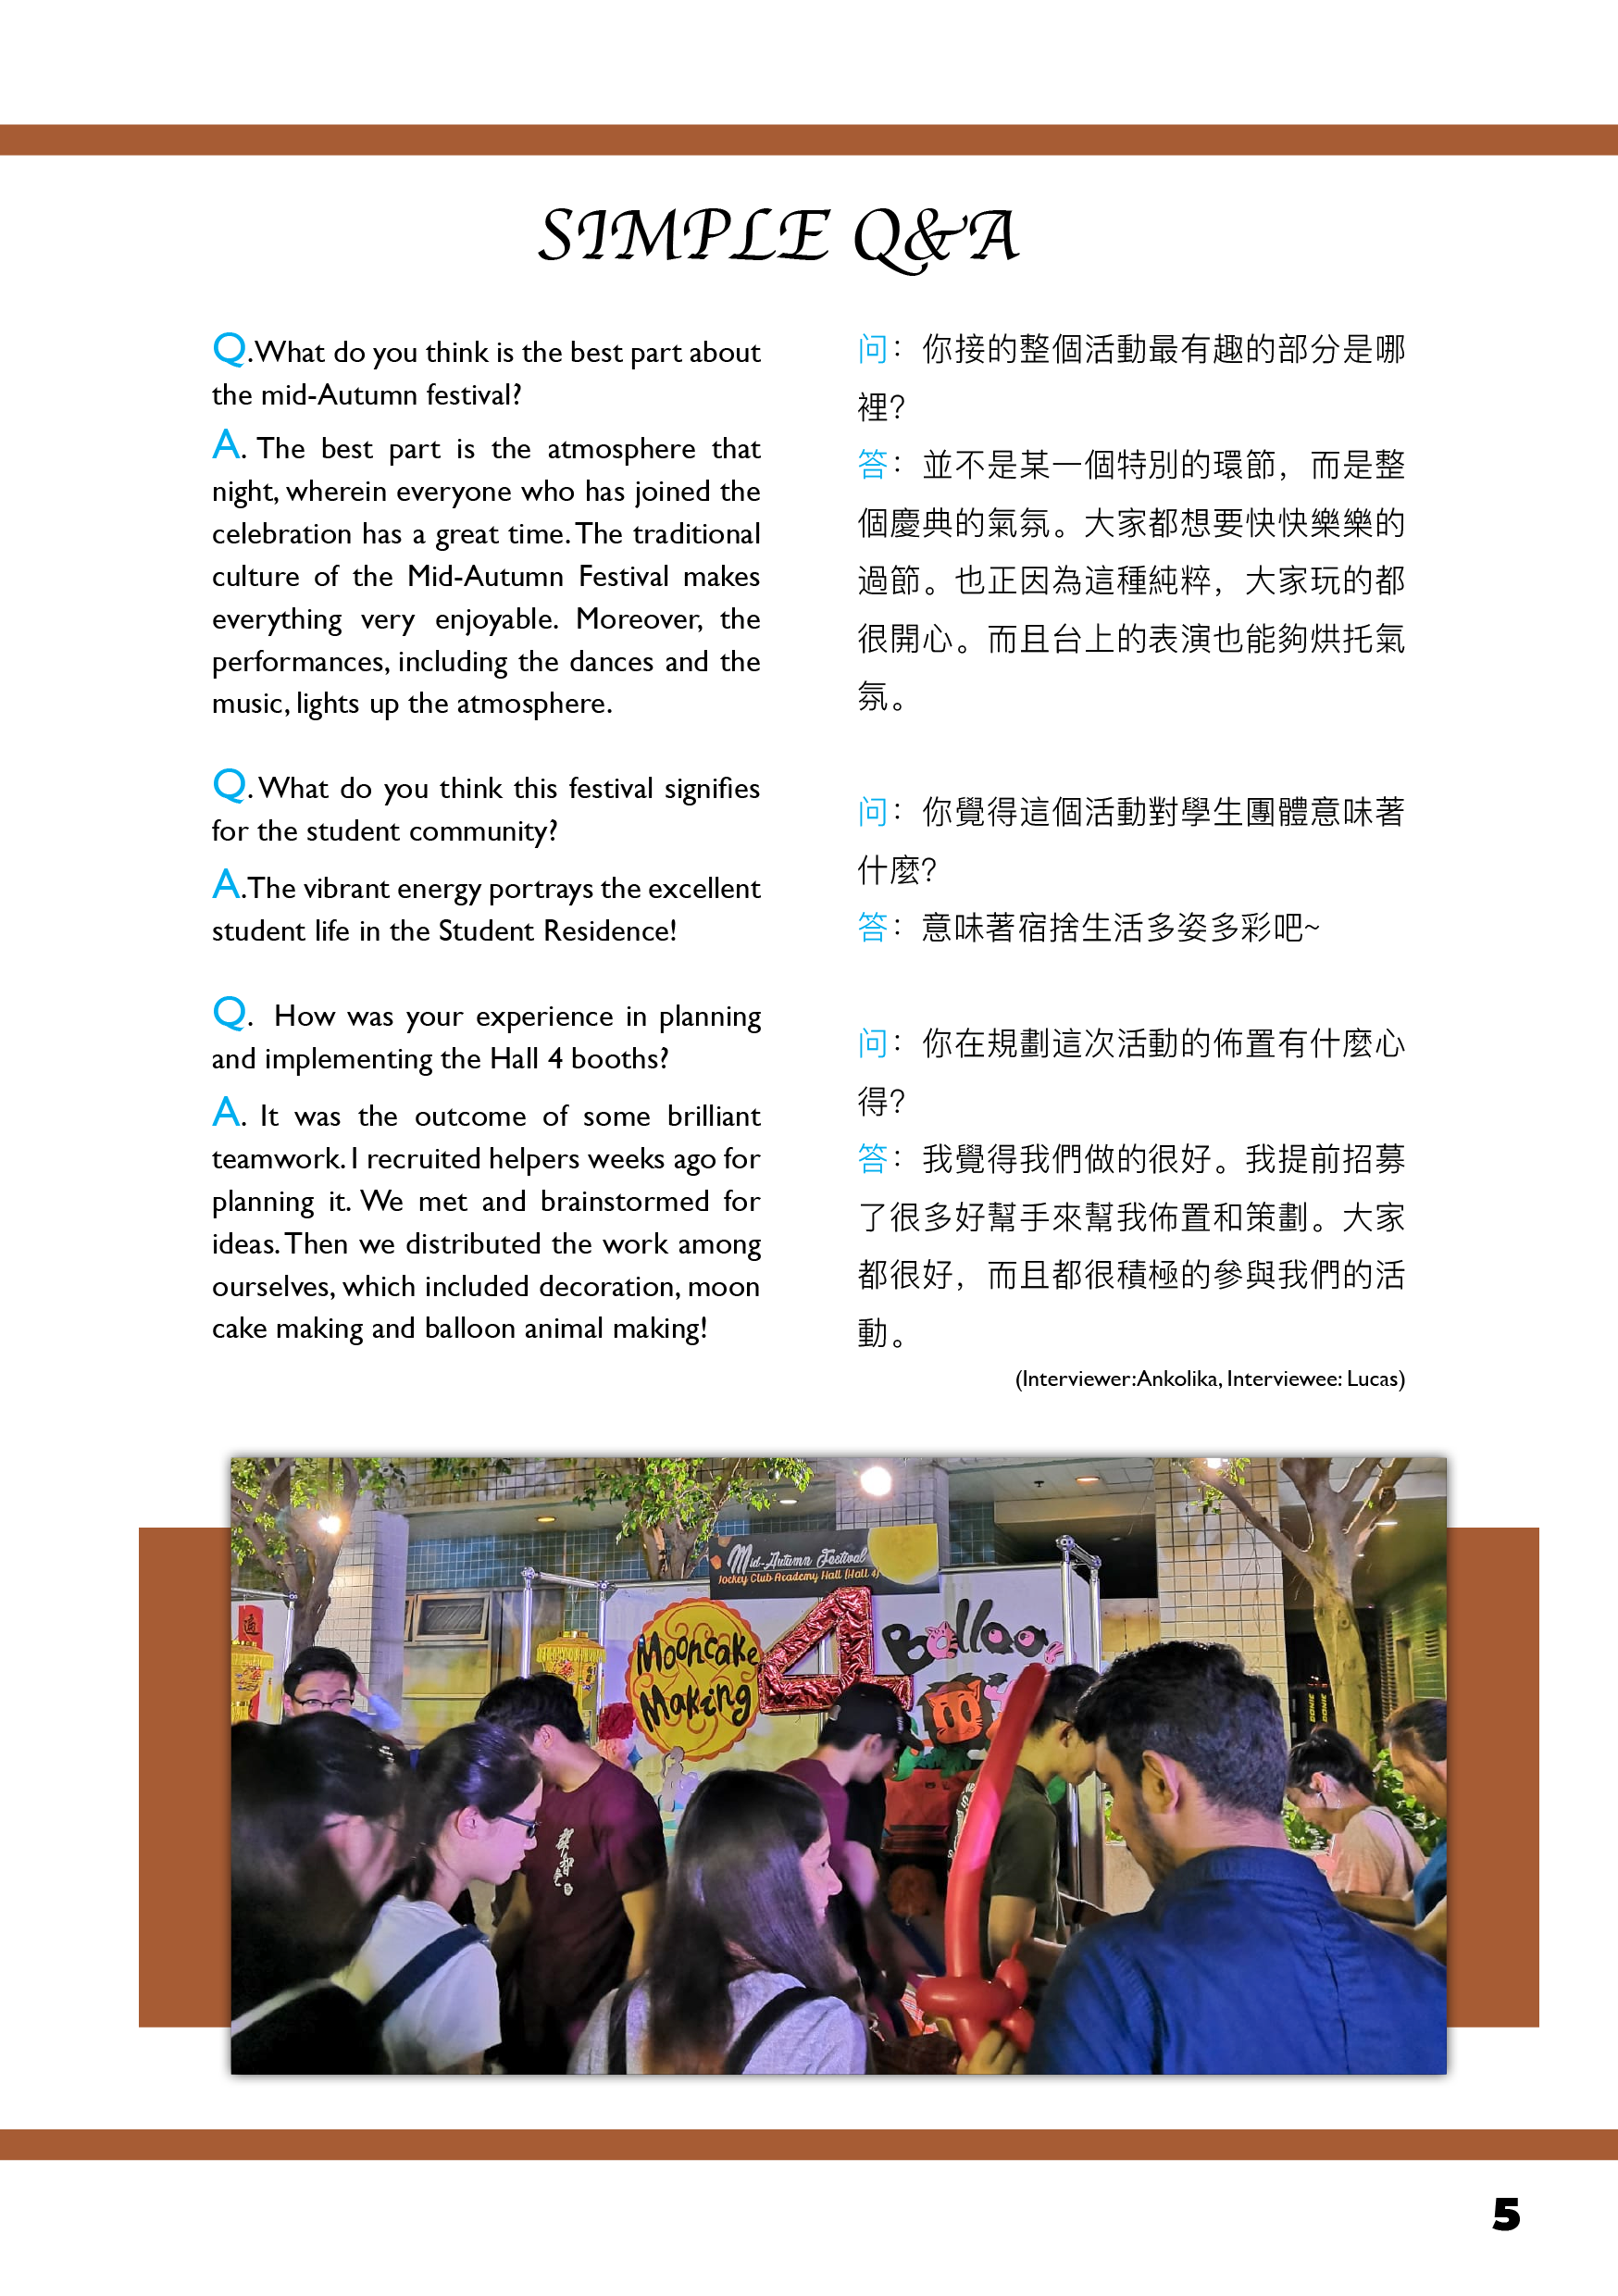 SIMPLE Q&A
Q.What do you think is the best part about
the mid-Autumn festival?
A. The best part is the atmosphere that
night, wherein everyone who has joined the
celebration has a great time. The traditional
culture of the Mid-Autumn Festival makes
everything very enjoyable. Moreover, the
performances, including the dances and the
music, lights up the atmosphere.
Q. What do you think this festival signifies
for the student community?
A.The vibrant energy portrays the excellent
student life in the Student Residence!
Q. How was your experience in planning
and implementing the Hall 4 booths?
A. It was the outcome of some brilliant
teamwork. I recruited helpers weeks ago for
planning it. We met and brainstormed for
ideas. Then we distributed the work among
ourselves, which included decoration, moon
cake making and balloon animal making!
问：你接的整個活動最有趣的部分是哪
裡？
答：並不是某一個特別的環節，而是整
個慶典的氣氛。大家都想要快快樂樂的
過節。也正因為這種純粹，大家玩的都
很開心。而且台上的表演也能夠烘托氣
氛。
问：你覺得這個活動對學生團體意味著
什麼？
答：意味著宿捨生活多姿多彩吧~
问：你在規劃這次活動的佈置有什麼心
得？
答：我覺得我們做的很好。我提前招募
了很多好幫手來幫我佈置和策劃。大家
都很好，而且都很積極的參與我們的活
動。
(Interviewer:Ankolika, Interviewee: Lucas)
Mid-Autumn Festival
Jockey Club Academy Hall (Hall 4)
Mooncake
Making
4
Balloo
5